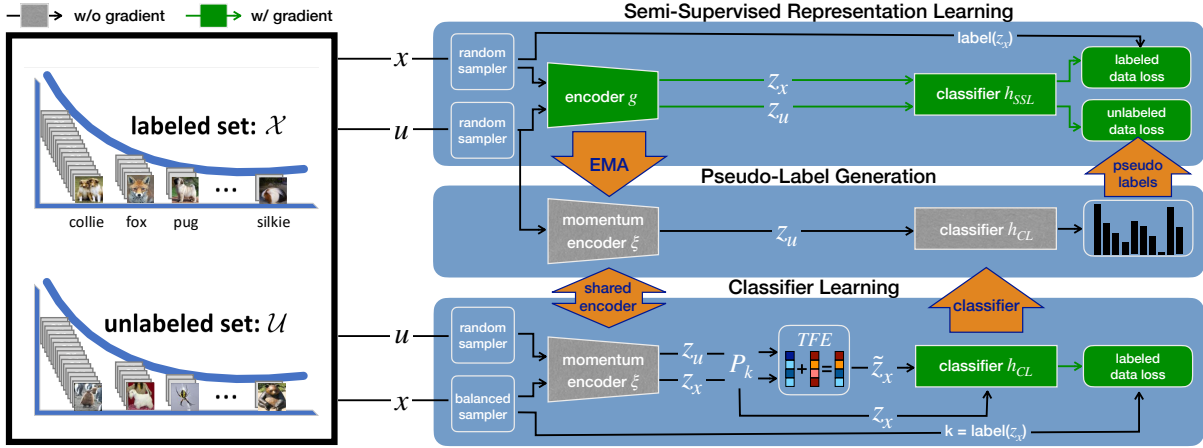 w/o gradient
w/ gradient
Semi-Supervised Representation Learning
x
random
sampler
label(z_x)
labeled
data loss
encoder g
z_x
z_u
classifier h_SSL
u
random
sampler
unlabeled
data loss
labeled set: 𝒳
...
collie fox pug silkie
EMA
pseudo
labels
Pseudo-Label Generation
momentum
encoder ξ
z_u
classifier h_CL
shared
encoder
classifier
Classifier Learning
unlabeled set: 𝒰
...
u
random
sampler
momentum
encoder ξ
z_u
z_x
P_k
TFE
+ =
z̃_x
classifier h_CL
labeled
data loss
x
balanced
sampler
z_x
k = label(z_x)